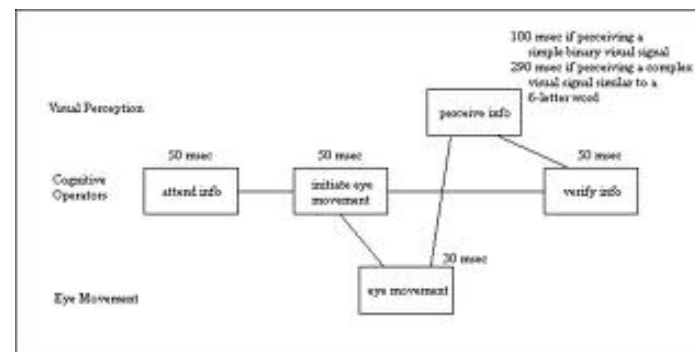 100 msec if perceiving a
simple binary visual signal
290 msec if perceiving a complex
visual signal similar to a
6-letter word
Visual Perception
perceive info
50 msec
50 msec
50 msec
Cognitive
Operators
attend info
initiate eye
movement
verify info
30 msec
eye movement
Eye Movement